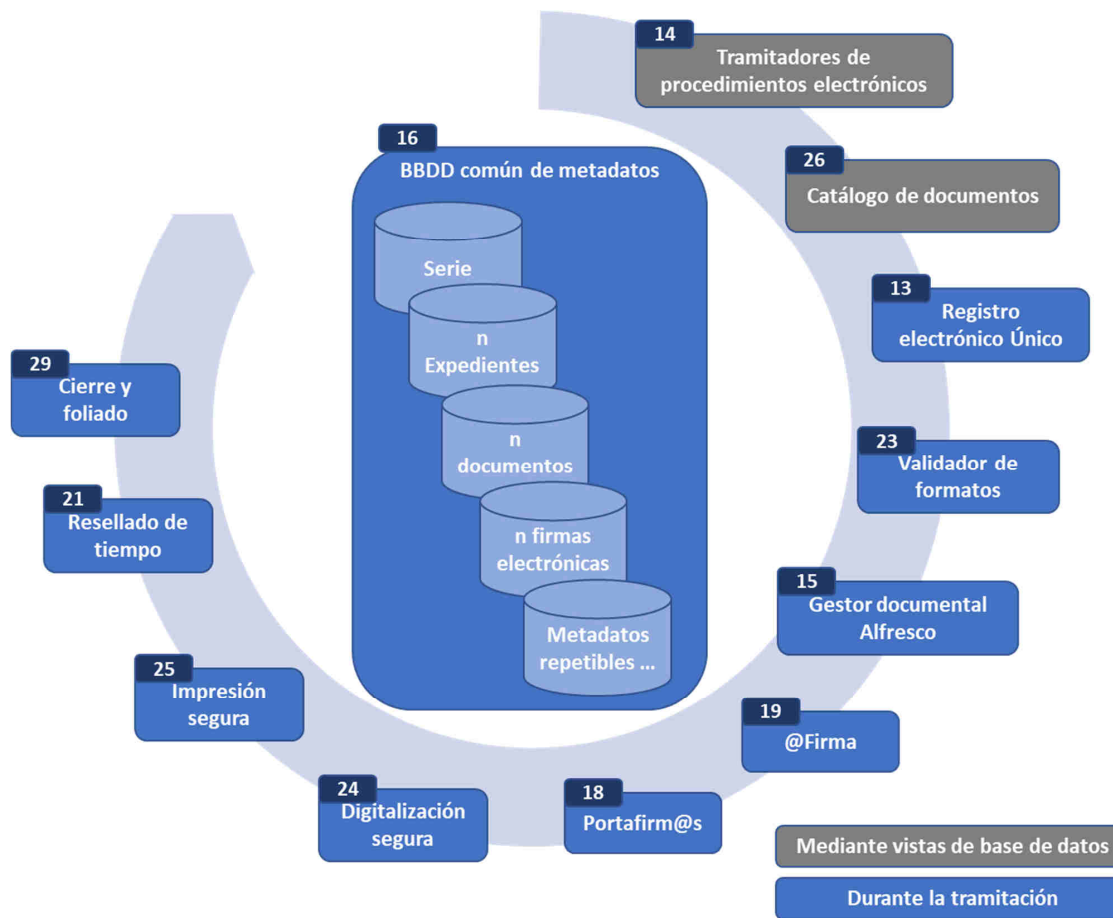 14
Tramitadores de
procedimientos electrónicos
26
Catálogo de documentos
13
Registro
electrónico Único
23
Validador de
formatos
15
Gestor documental
Alfresco
19
@Firma
18
Portafirm@s
24
Digitalización
segura
25
Impresión
segura
21
Resellado de
tiempo
29
Cierre y
foliado
16
BBDD común de metadatos
Serie
n
Expedientes
n
documentos
n firmas
electrónicas
Metadatos
repetibles ...
Mediante vistas de base de datos
Durante la tramitación